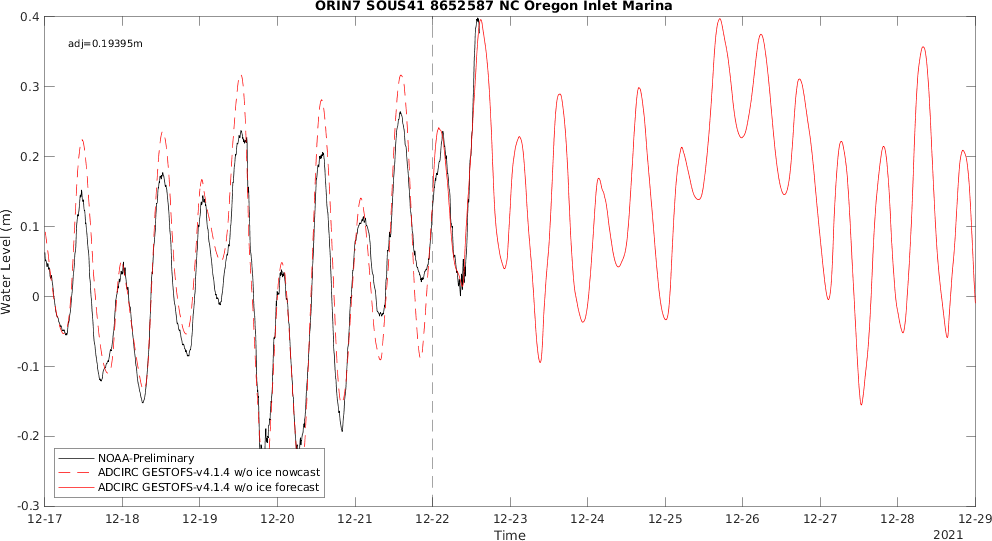 ORIN7 SOUS41 8652587 NC Oregon Inlet Marina
adj=0.19395m
0.4
0.3
0.2
0.1
0
-0.1
-0.2
-0.3
Water Level (m)
NOAA-Preliminary
ADCIRC GESTOFS-v4.1.4 w/o ice nowcast
ADCIRC GESTOFS-v4.1.4 w/o ice forecast
12-17 12-18 12-19 12-20 12-21 12-22 12-23 12-24 12-25 12-26 12-27 12-28 12-29
Time
2021